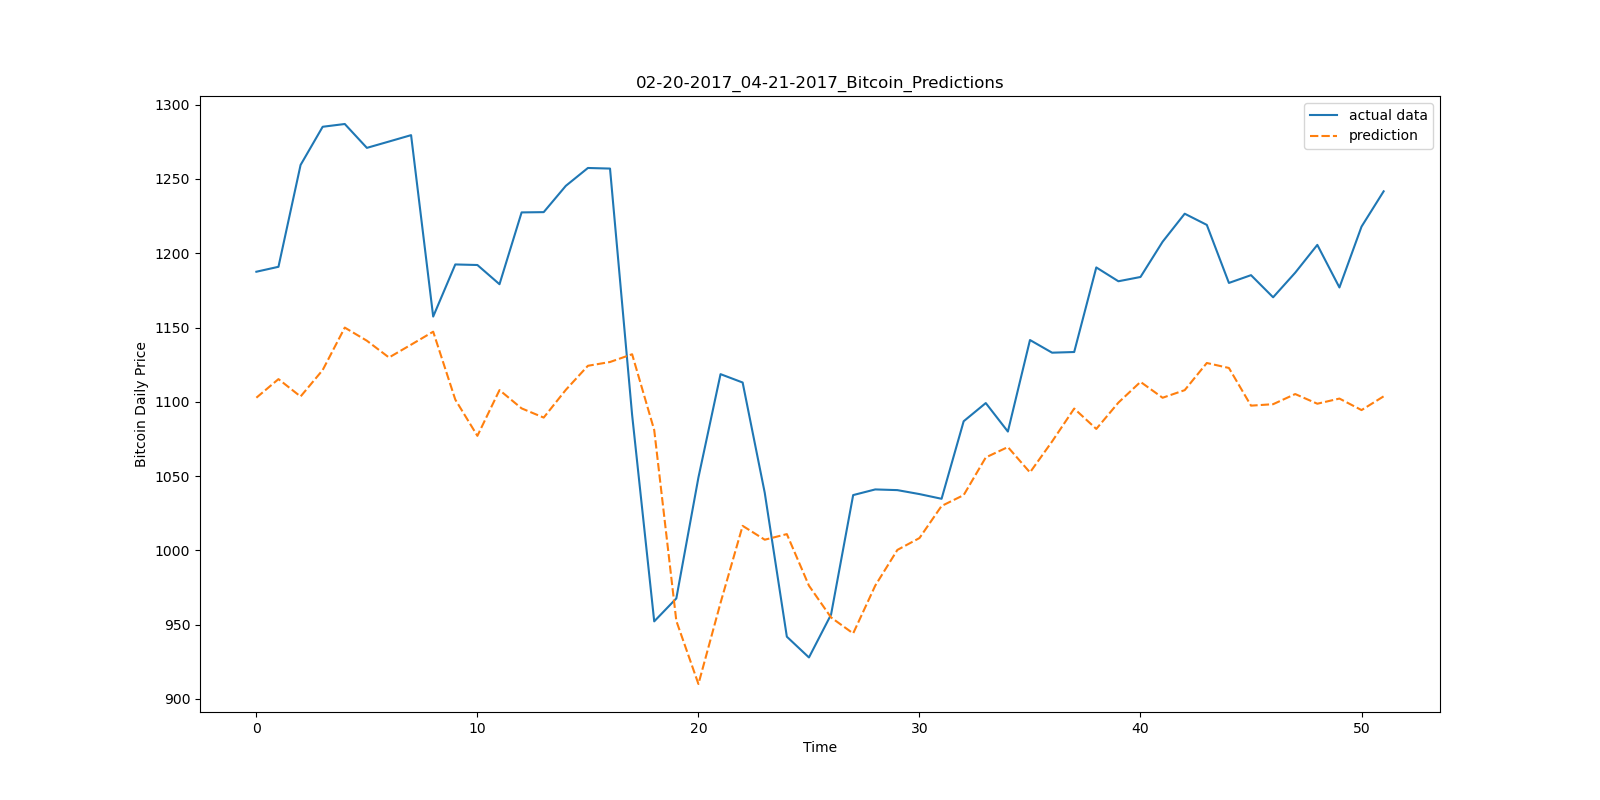 02-20-2017_04-21-2017_Bitcoin_Predictions
actual data
prediction
Bitcoin Daily Price
1300
1250
1200
1150
1100
1050
1000
950
900
0 10 20 30 40 50
Time